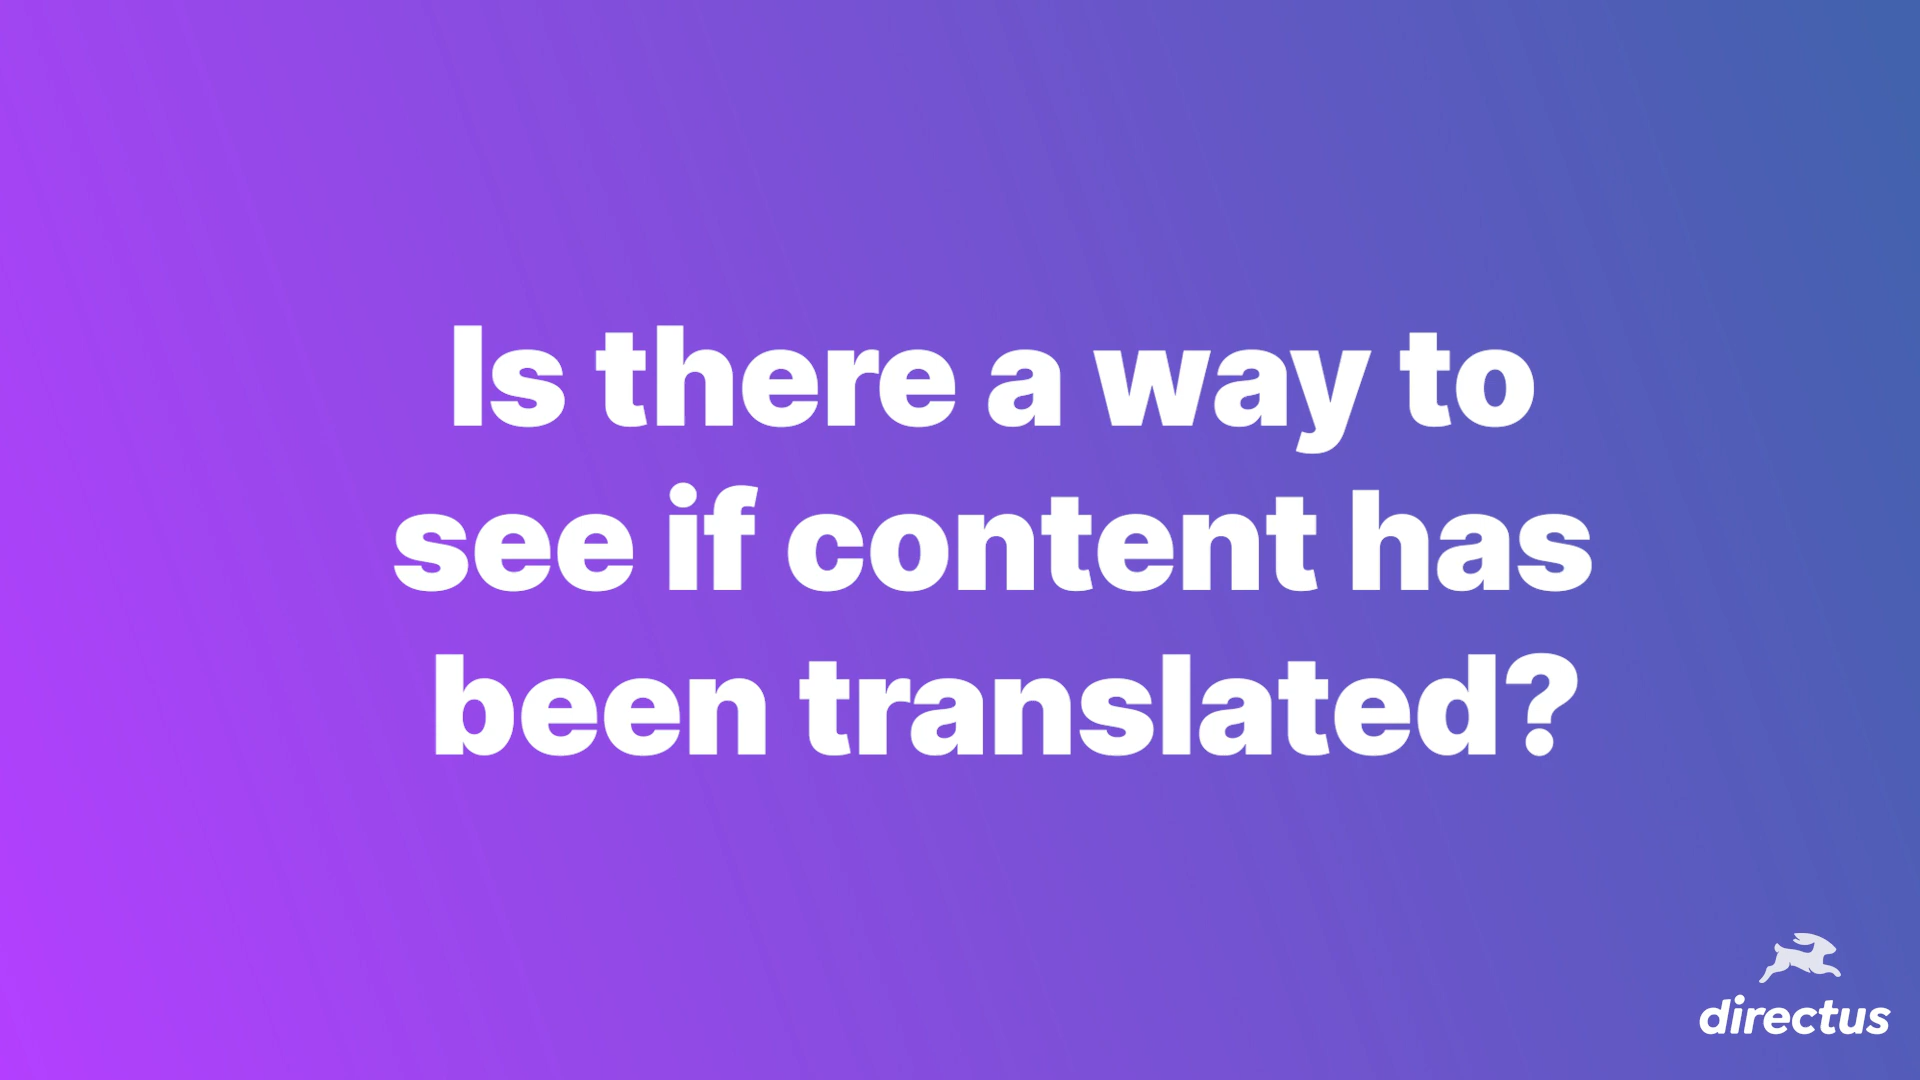 Is there a way to
see if content has
been translated?
directus